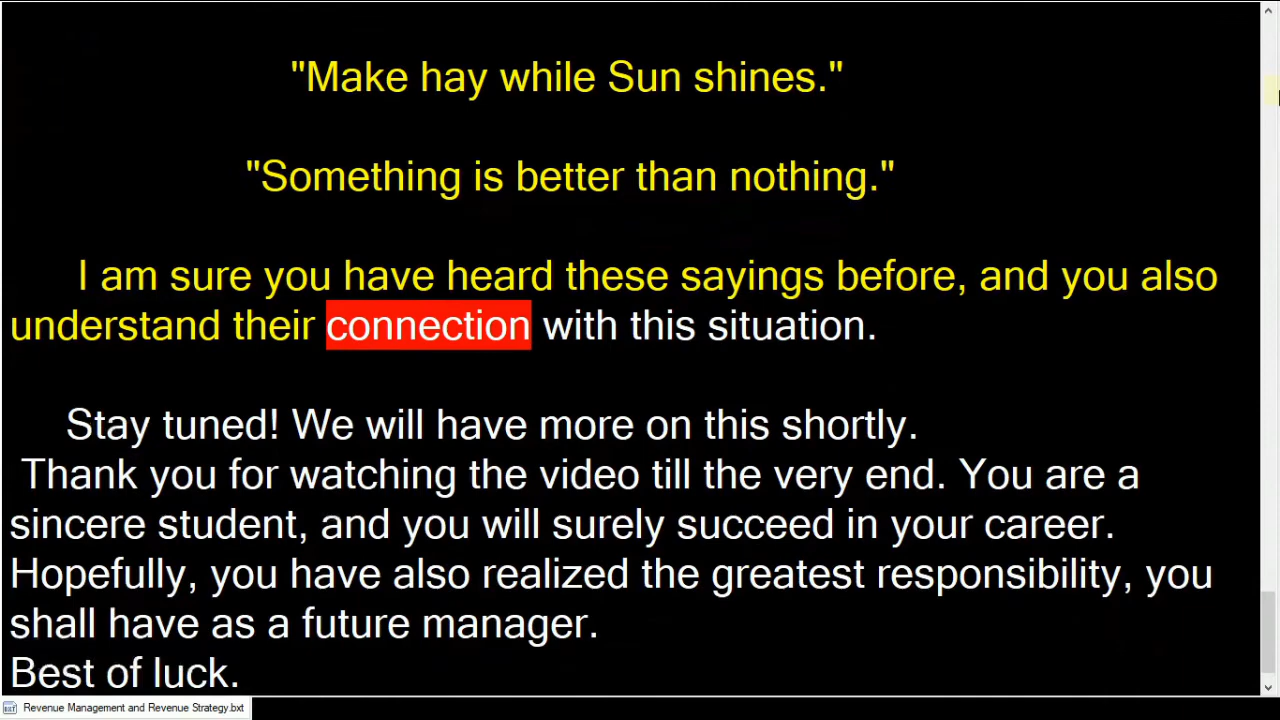 "Make hay while Sun shines."
"Something is better than nothing."
I am sure you have heard these sayings before, and you also
understand their connection with this situation.
Stay tuned! We will have more on this shortly.
Thank you for watching the video till the very end. You are a
sincere student, and you will surely succeed in your career.
Hopefully, you have also realized the greatest responsibility, you
shall have as a future manager.
Best of luck.
Revenue Management and Revenue Strategy.bxt